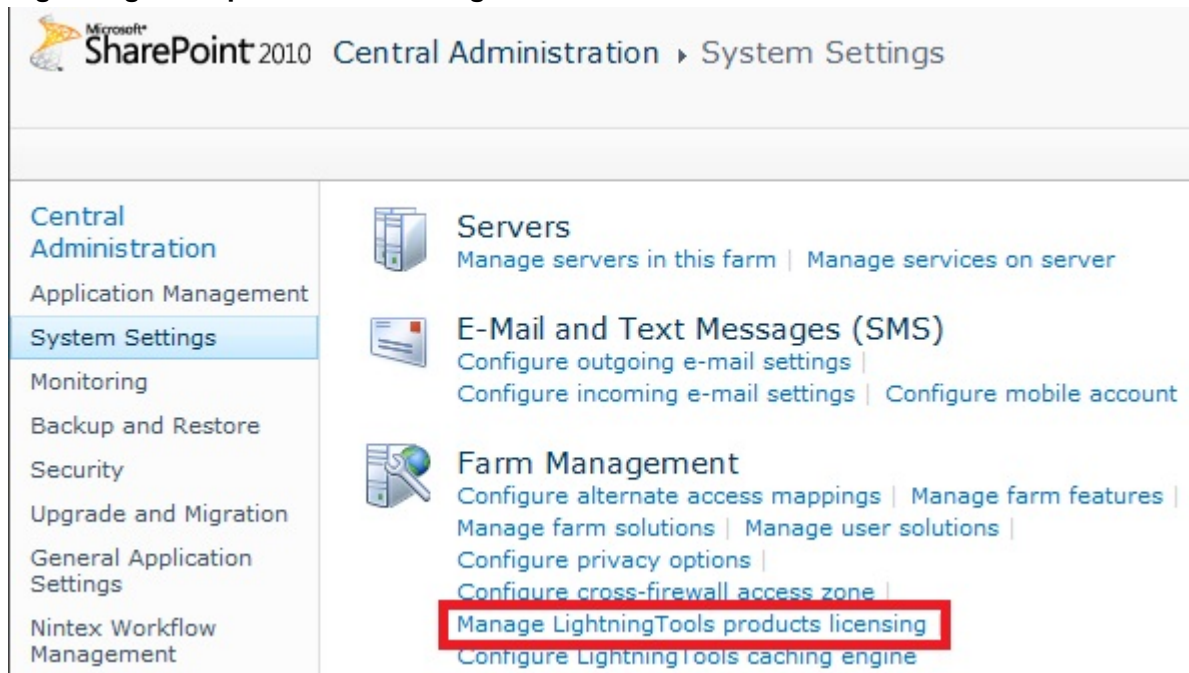 Microsoft
SharePoint 2010 Central Administration ▸ System Settings
Central
Administration
Application Management
System Settings
Monitoring
Backup and Restore
Security
Upgrade and Migration
General Application
Settings
Nintex Workflow
Management
Servers
Manage servers in this farm | Manage services on server
E-Mail and Text Messages (SMS)
Configure outgoing e-mail settings |
Configure incoming e-mail settings | Configure mobile account
Farm Management
Configure alternate access mappings | Manage farm features |
Manage farm solutions | Manage user solutions |
Configure privacy options |
Configure cross-firewall access zone |
Manage LightningTools products licensing
Configure LightningTools caching engine